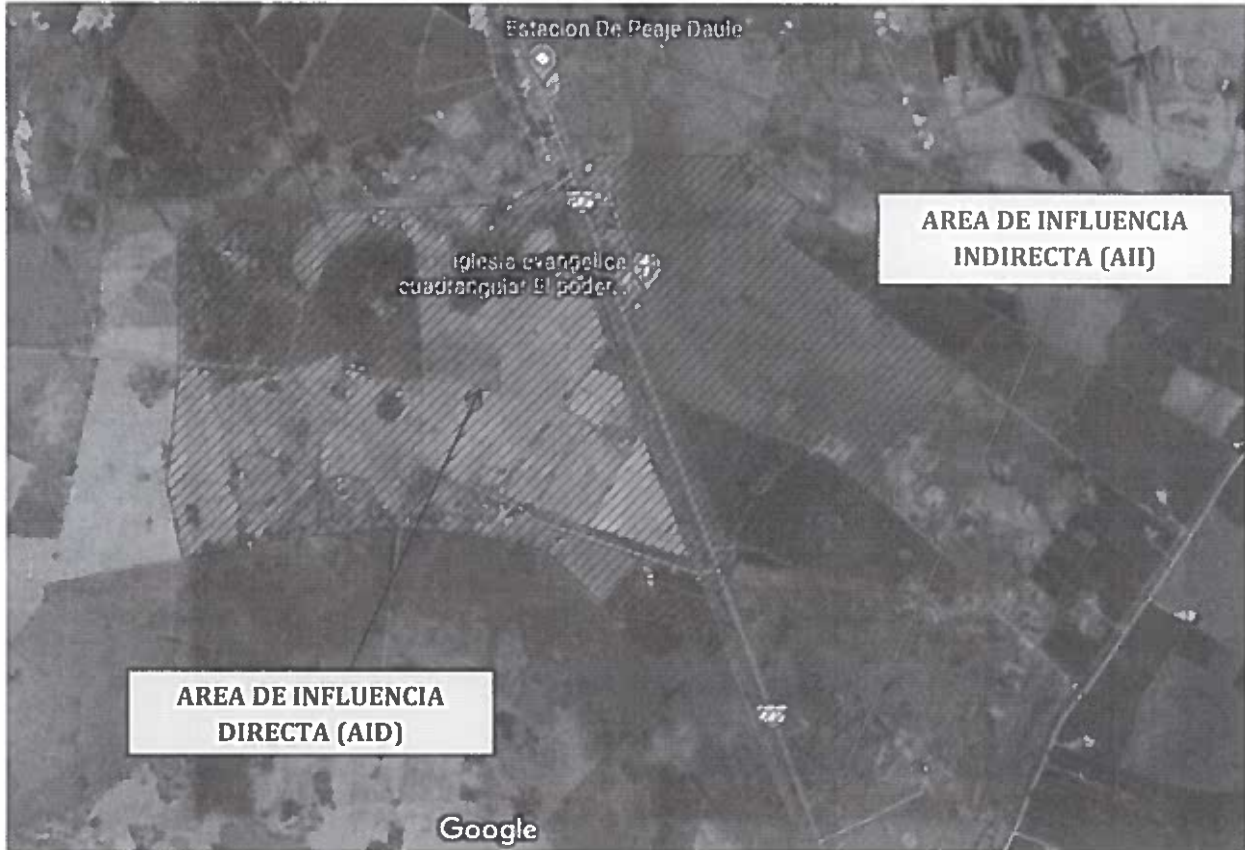 Estacion De Peaje Daule
AREA DE INFLUENCIA
INDIRECTA (AII)
Iglesia evangelica
cuadrangular El poder...
AREA DE INFLUENCIA
DIRECTA (AID)
Google